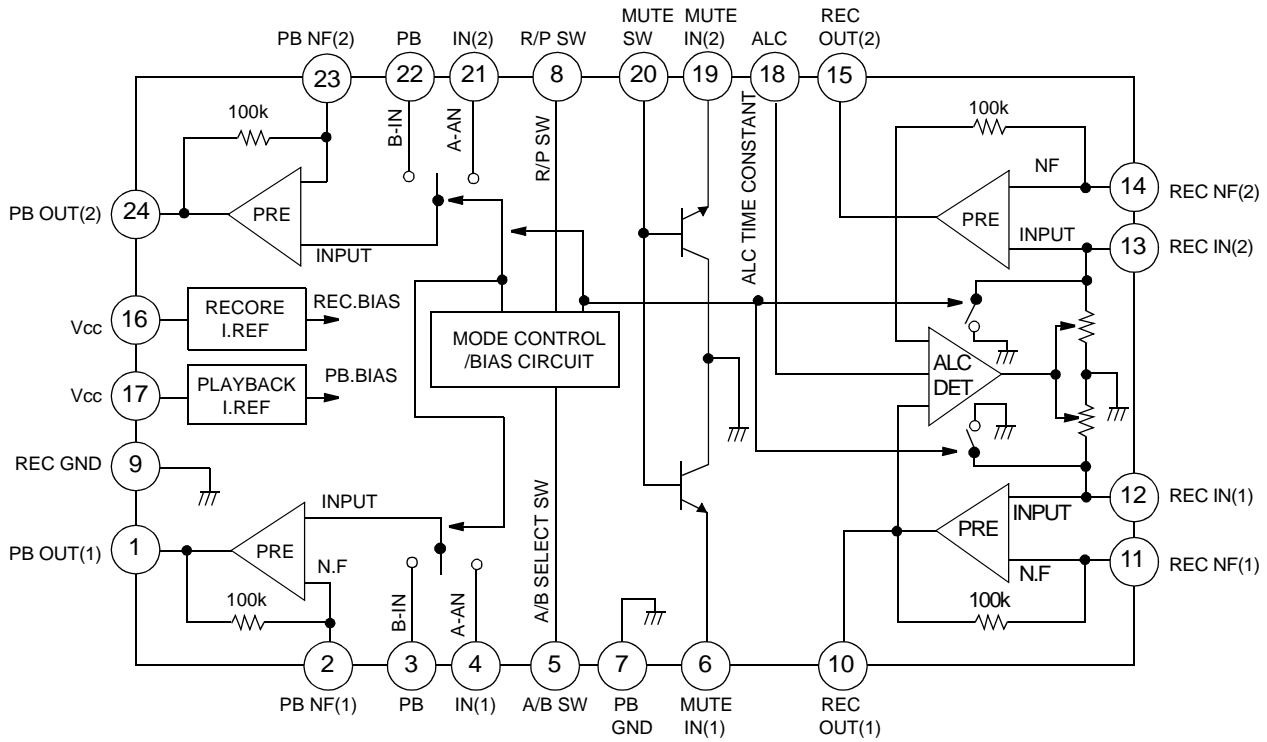 MUTE SW
MUTE IN(2)
REC OUT(2)
PB NF(2)
PB
IN(2)
R/P SW
ALC
23
22
21
8
20
19
18
15
100k
B-IN
A-AN
R/P SW
ALC TIME CONSTANT
100k
NF
14
REC NF(2)
PB OUT(2)
24
PRE
INPUT
PRE
INPUT
13
REC IN(2)
Vcc
16
RECORE
I.REF
REC.BIAS
MODE CONTROL
/BIAS CIRCUIT
ALC
DET
Vcc
17
PLAYBACK
I.REF
PB.BIAS
REC GND
9
INPUT
12
REC IN(1)
PB OUT(1)
1
PRE
N.F
PRE
INPUT
N.F
11
REC NF(1)
100k
B-IN
A-AN
A/B SELECT SW
100k
2
3
4
5
7
6
10
PB NF(1)
PB
IN(1)
A/B SW
PB
GND
MUTE
IN(1)
REC
OUT(1)